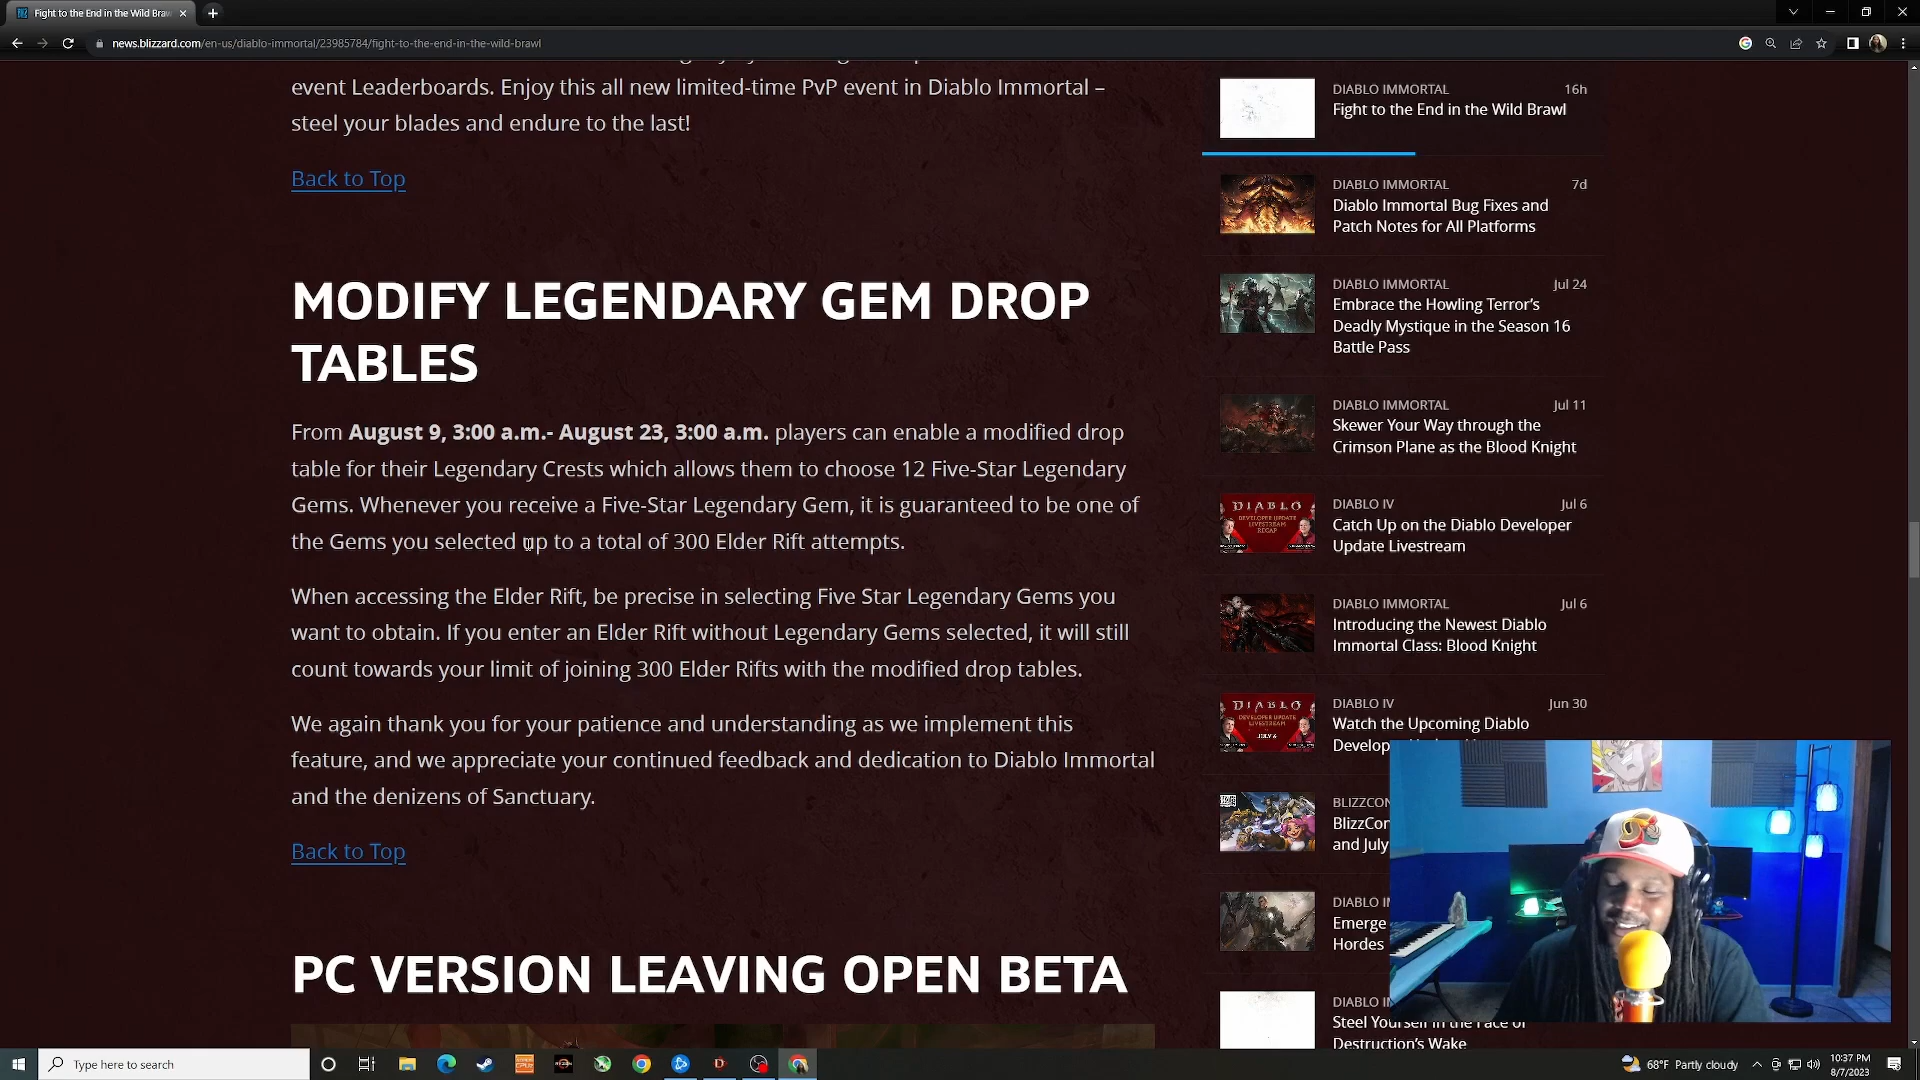 Fight to the End in the Wild Braw
news.blizzard.com/en-us/diablo-immortal/23985784/fight-to-the-end-in-the-wild-brawl
event Leaderboards. Enjoy this all new limited-time PvP event in Diablo Immortal –
steel your blades and endure to the last!
Back to Top
MODIFY LEGENDARY GEM DROP
TABLES
From August 9, 3:00 a.m.- August 23, 3:00 a.m. players can enable a modified drop
table for their Legendary Crests which allows them to choose 12 Five-Star Legendary
Gems. Whenever you receive a Five-Star Legendary Gem, it is guaranteed to be one of
the Gems you selected up to a total of 300 Elder Rift attempts.
When accessing the Elder Rift, be precise in selecting Five Star Legendary Gems you
want to obtain. If you enter an Elder Rift without Legendary Gems selected, it will still
count towards your limit of joining 300 Elder Rifts with the modified drop tables.
We again thank you for your patience and understanding as we implement this
feature, and we appreciate your continued feedback and dedication to Diablo Immortal
and the denizens of Sanctuary.
Back to Top
PC VERSION LEAVING OPEN BETA
DIABLO IMMORTAL 16h
Fight to the End in the Wild Brawl
DIABLO IMMORTAL 7d
Diablo Immortal Bug Fixes and
Patch Notes for All Platforms
DIABLO IMMORTAL Jul 24
Embrace the Howling Terror's
Deadly Mystique in the Season 16
Battle Pass
DIABLO IMMORTAL Jul 11
Skewer Your Way through the
Crimson Plane as the Blood Knight
DIABLO
DEVELOPER UPDATE
LIVESTREAM
RECAP
DIABLO IV Jul 6
Catch Up on the Diablo Developer
Update Livestream
DIABLO IMMORTAL Jul 6
Introducing the Newest Diablo
Immortal Class: Blood Knight
DIABLO
DEVELOPER UPDATE
LIVESTREAM
JULY 6
DIABLO IV Jun 30
Watch the Upcoming Diablo
Develop
BLIZZCON
BlizzCon
and July
DIABLO I
Emerge
Hordes
DIABLO I
Steel Yourself in the Face of
Destruction's Wake
Type here to search
68°F Partly cloudy
10:37 PM
8/7/2023